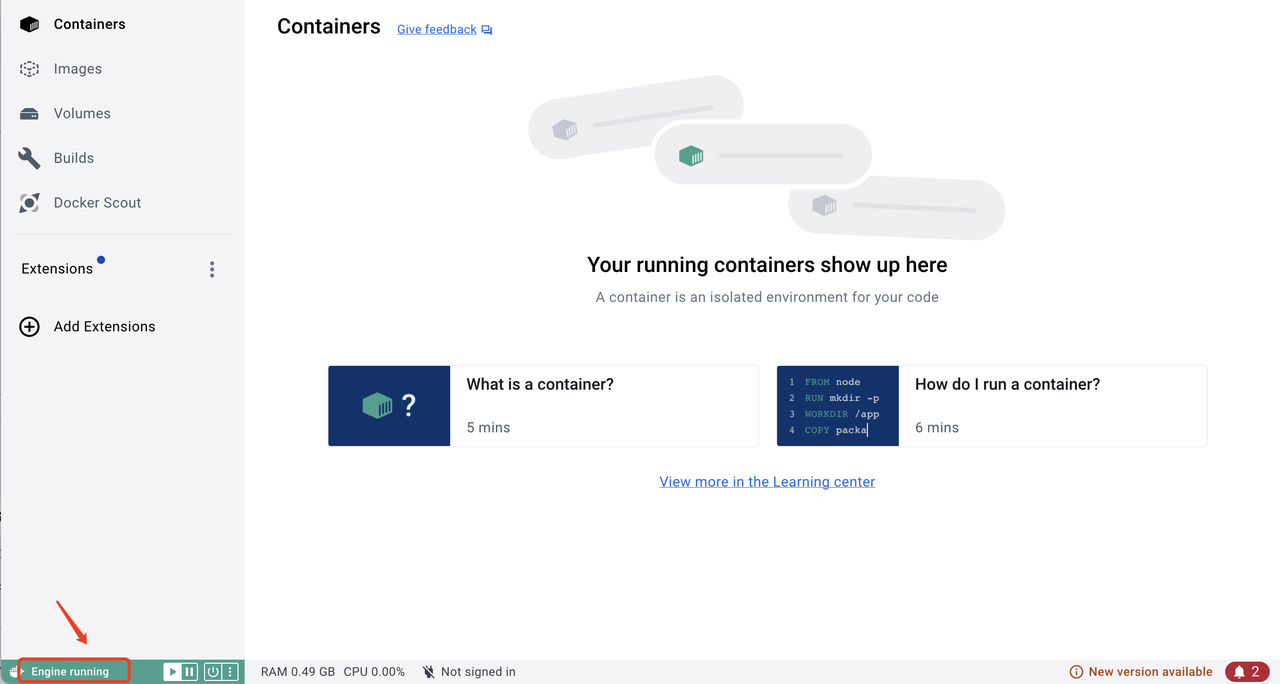 Containers
Images
Volumes
Builds
Docker Scout
Extensions
Add Extensions
Engine running
Containers
Give feedback
Your running containers show up here
A container is an isolated environment for your code
?
What is a container?
5 mins
1 FROM node
2 RUN mkdir -p
3 WORKDIR /app
4 COPY packa
How do I run a container?
6 mins
View more in the Learning center
RAM 0.49 GB CPU 0.00%
Not signed in
New version available
2